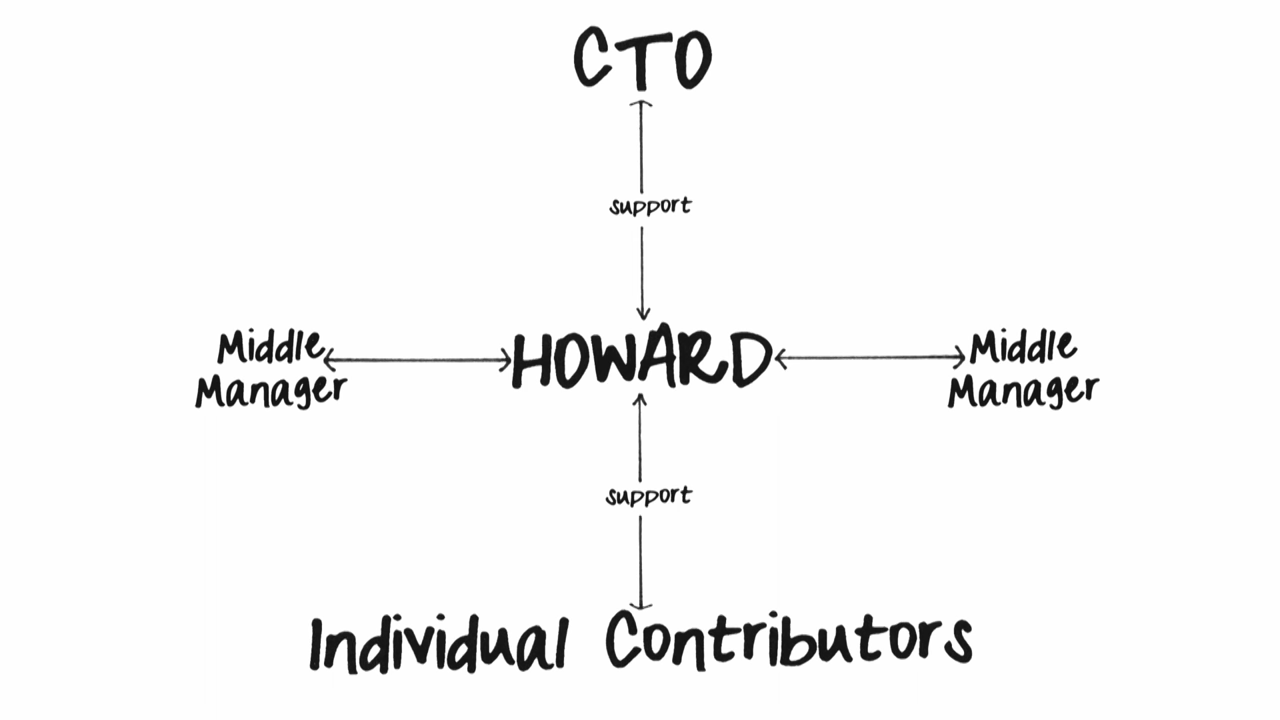 CTO
support
Middle
Manager
HOWARD
Middle
Manager
support
Individual Contributors